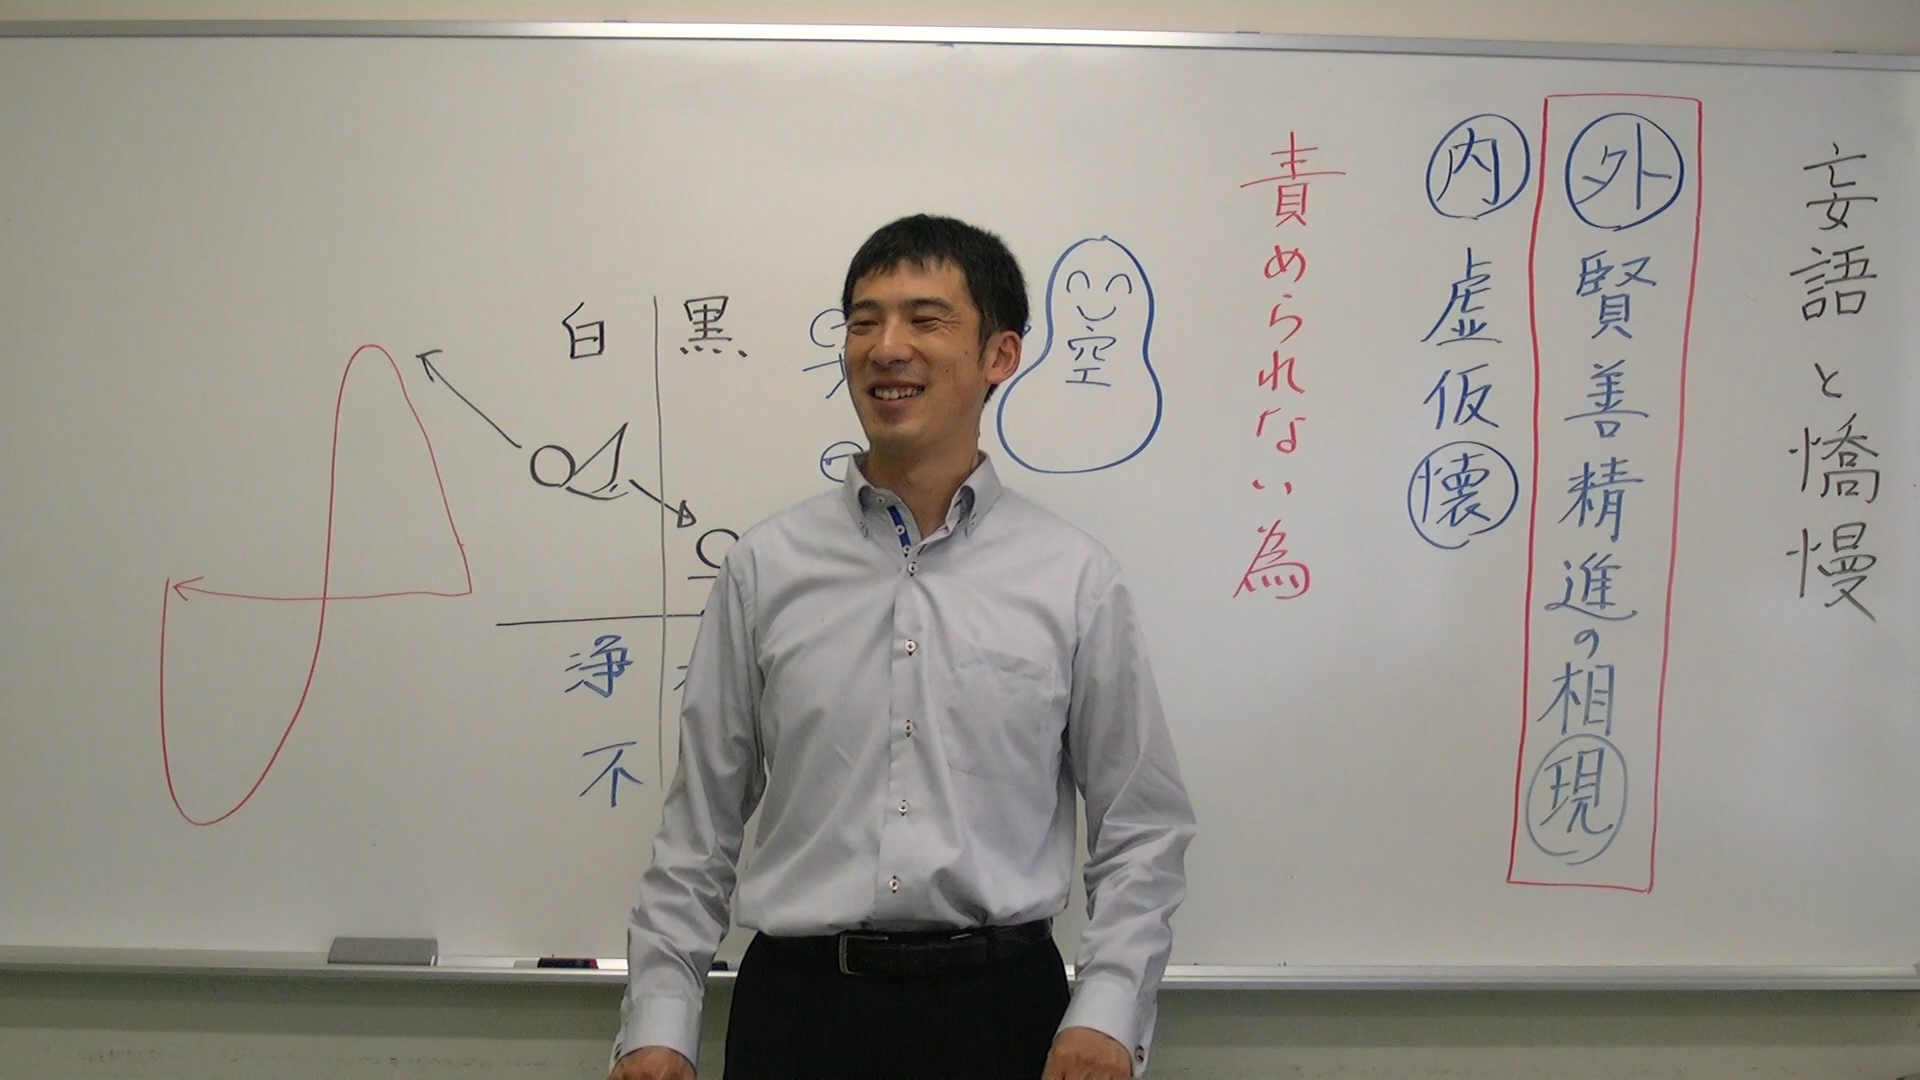 妄語と憍慢
外 賢善精進の相現
内 虚仮懐
責められない為
空
黒
白
浄
不